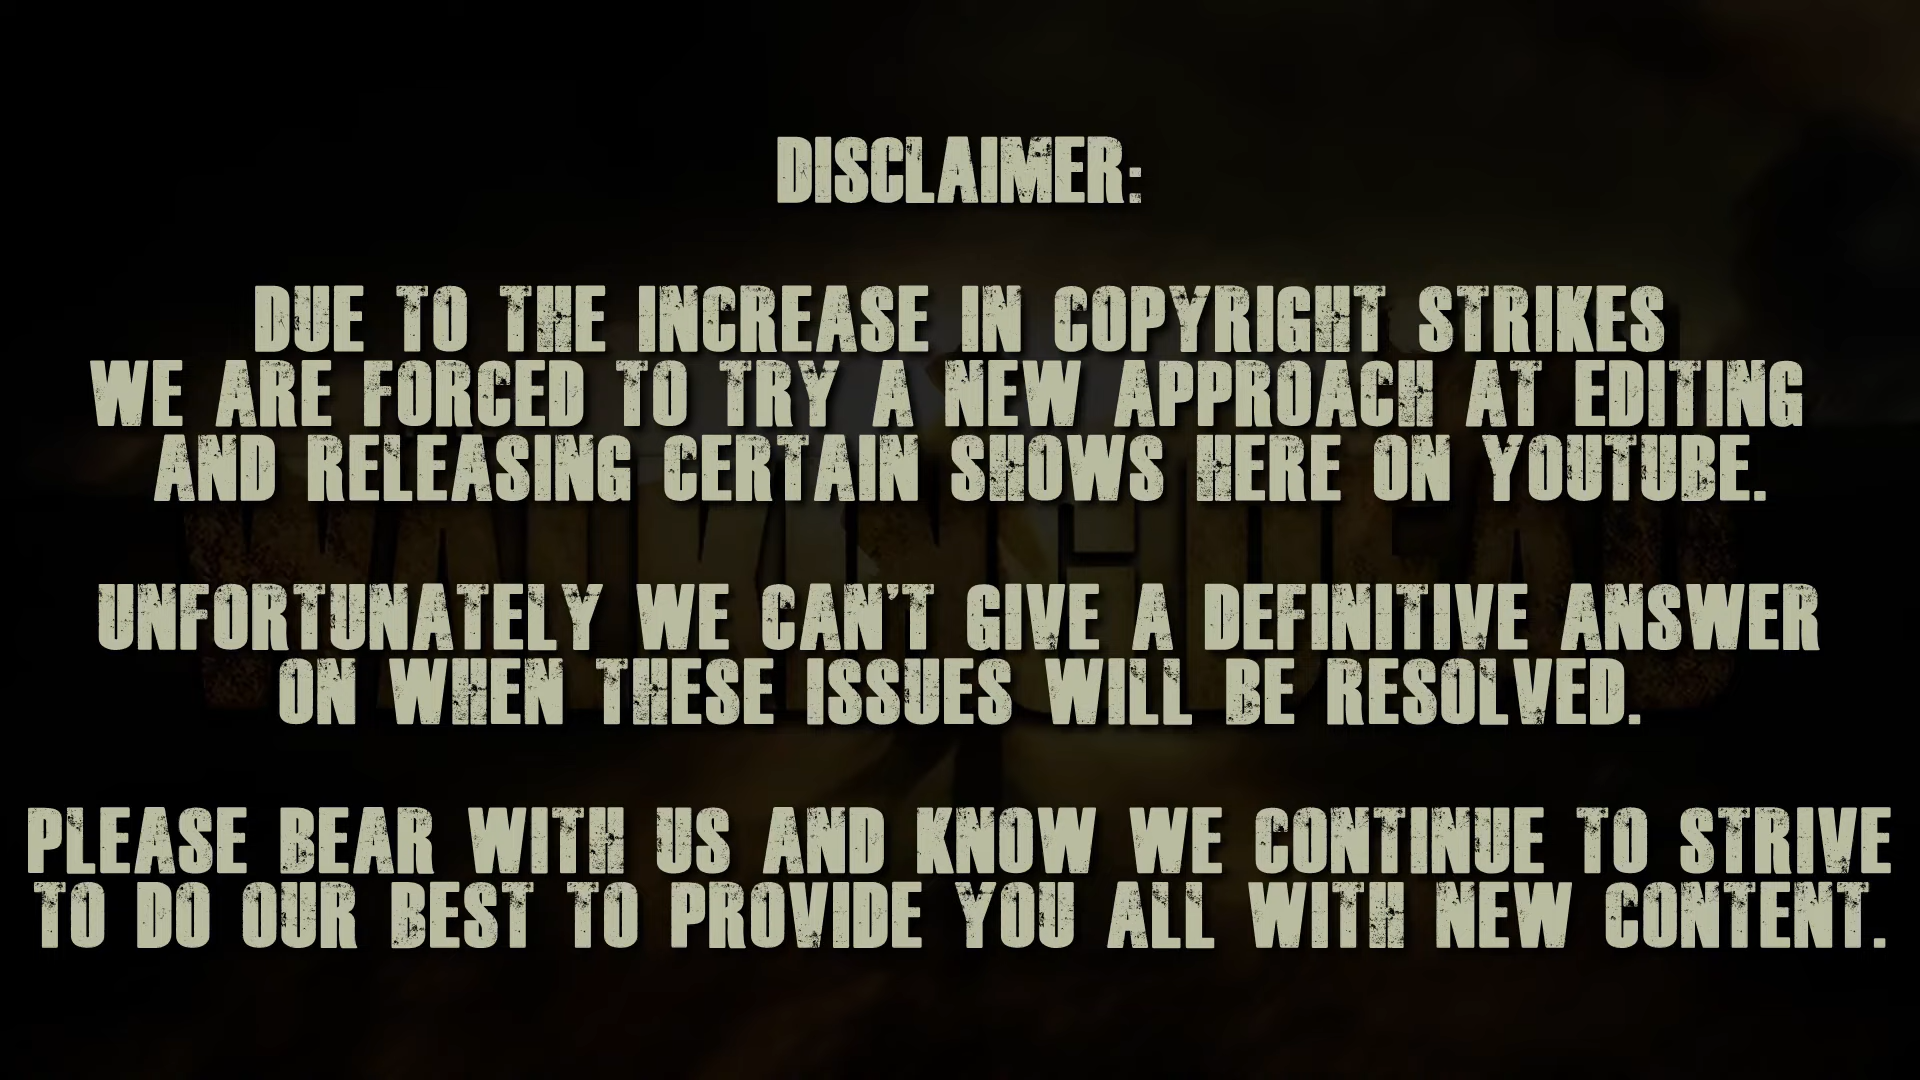 DISCLAIMER:
DUE TO THE INCREASE IN COPYRIGHT STRIKES
WE ARE FORCED TO TRY A NEW APPROACH AT EDITING
AND RELEASING CERTAIN SHOWS HERE ON YOUTUBE.
WALKING DEAD
UNFORTUNATELY WE CAN'T GIVE A DEFINITIVE ANSWER
ON WHEN THESE ISSUES WILL BE RESOLVED.
PLEASE BEAR WITH US AND KNOW WE CONTINUE TO STRIVE
TO DO OUR BEST TO PROVIDE YOU ALL WITH NEW CONTENT.